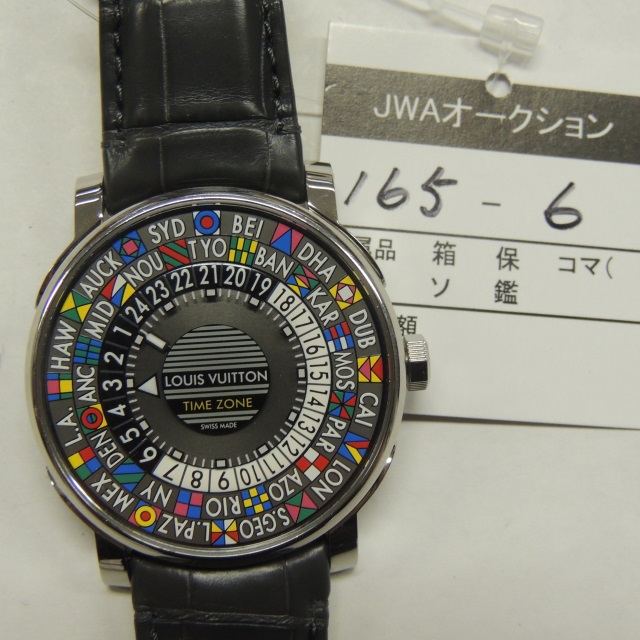 JWAオークション
165 - 6
品 箱 保 コマ(
ソ 鑑
額
SYD BEI DHA DUB CAI LON S.GEO L.PAZ MEX L.A. HAW AUCK
NOU TYO BAN KAR MOS PAR AZO RIO NY DEN ANC MID
24 23 22 21 20 19 18 17 16 15 14 13 12 11 10 9 8 7 6 5 4 3 2 1
LOUIS VUITTON
TIME ZONE
SWISS MADE